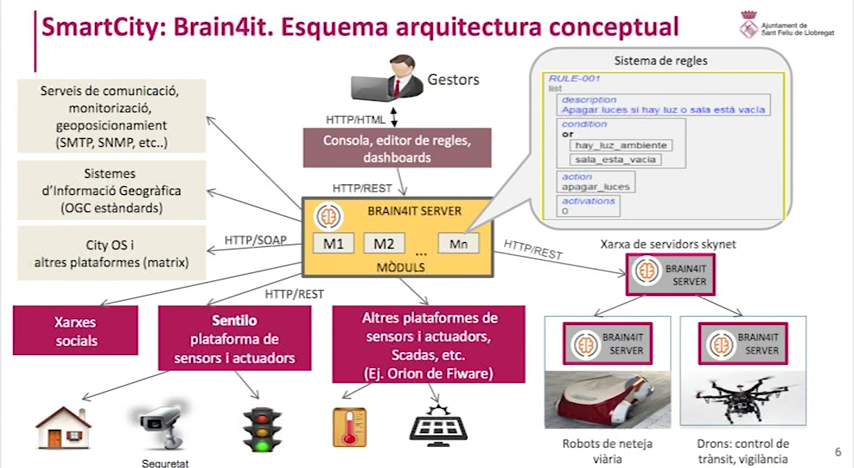 SmartCity: Brain4it. Esquema arquitectura conceptual
Ajuntament de
Sant Feliu de Llobregat
Serveis de comunicació,
monitorizació,
geoposicionamient
(SMTP, SNMP, etc..)
Sistemes
d'Informació Geogràfica
(OGC estàndards)
City OS i
altres plataformes (matrix)
Gestors
HTTP/HTML
Consola, editor de regles,
dashboards
HTTP/REST
BRAIN4IT SERVER
M1
M2
...
Mn
MÒDULS
HTTP/SOAP
HTTP/REST
HTTP/REST
Sistema de regles
RULE-001
list
description
Apagar luces si hay luz o sala está vacía
condition
or
hay_luz_ambiente
sala_esta_vacia
action
apagar_luces
activations
0
Xarxa de servidors skynet
BRAIN4IT
SERVER
Xarxes
socials
Sentilo
plataforma de
sensors i actuadors
Altres plataformes de
sensors i actuadors,
Scadas, etc.
(Ej. Orion de Fiware)
BRAIN4IT
SERVER
BRAIN4IT
SERVER
Seguretat
Robots de neteja
viària
Drons: control de
trànsit, vigilància
6